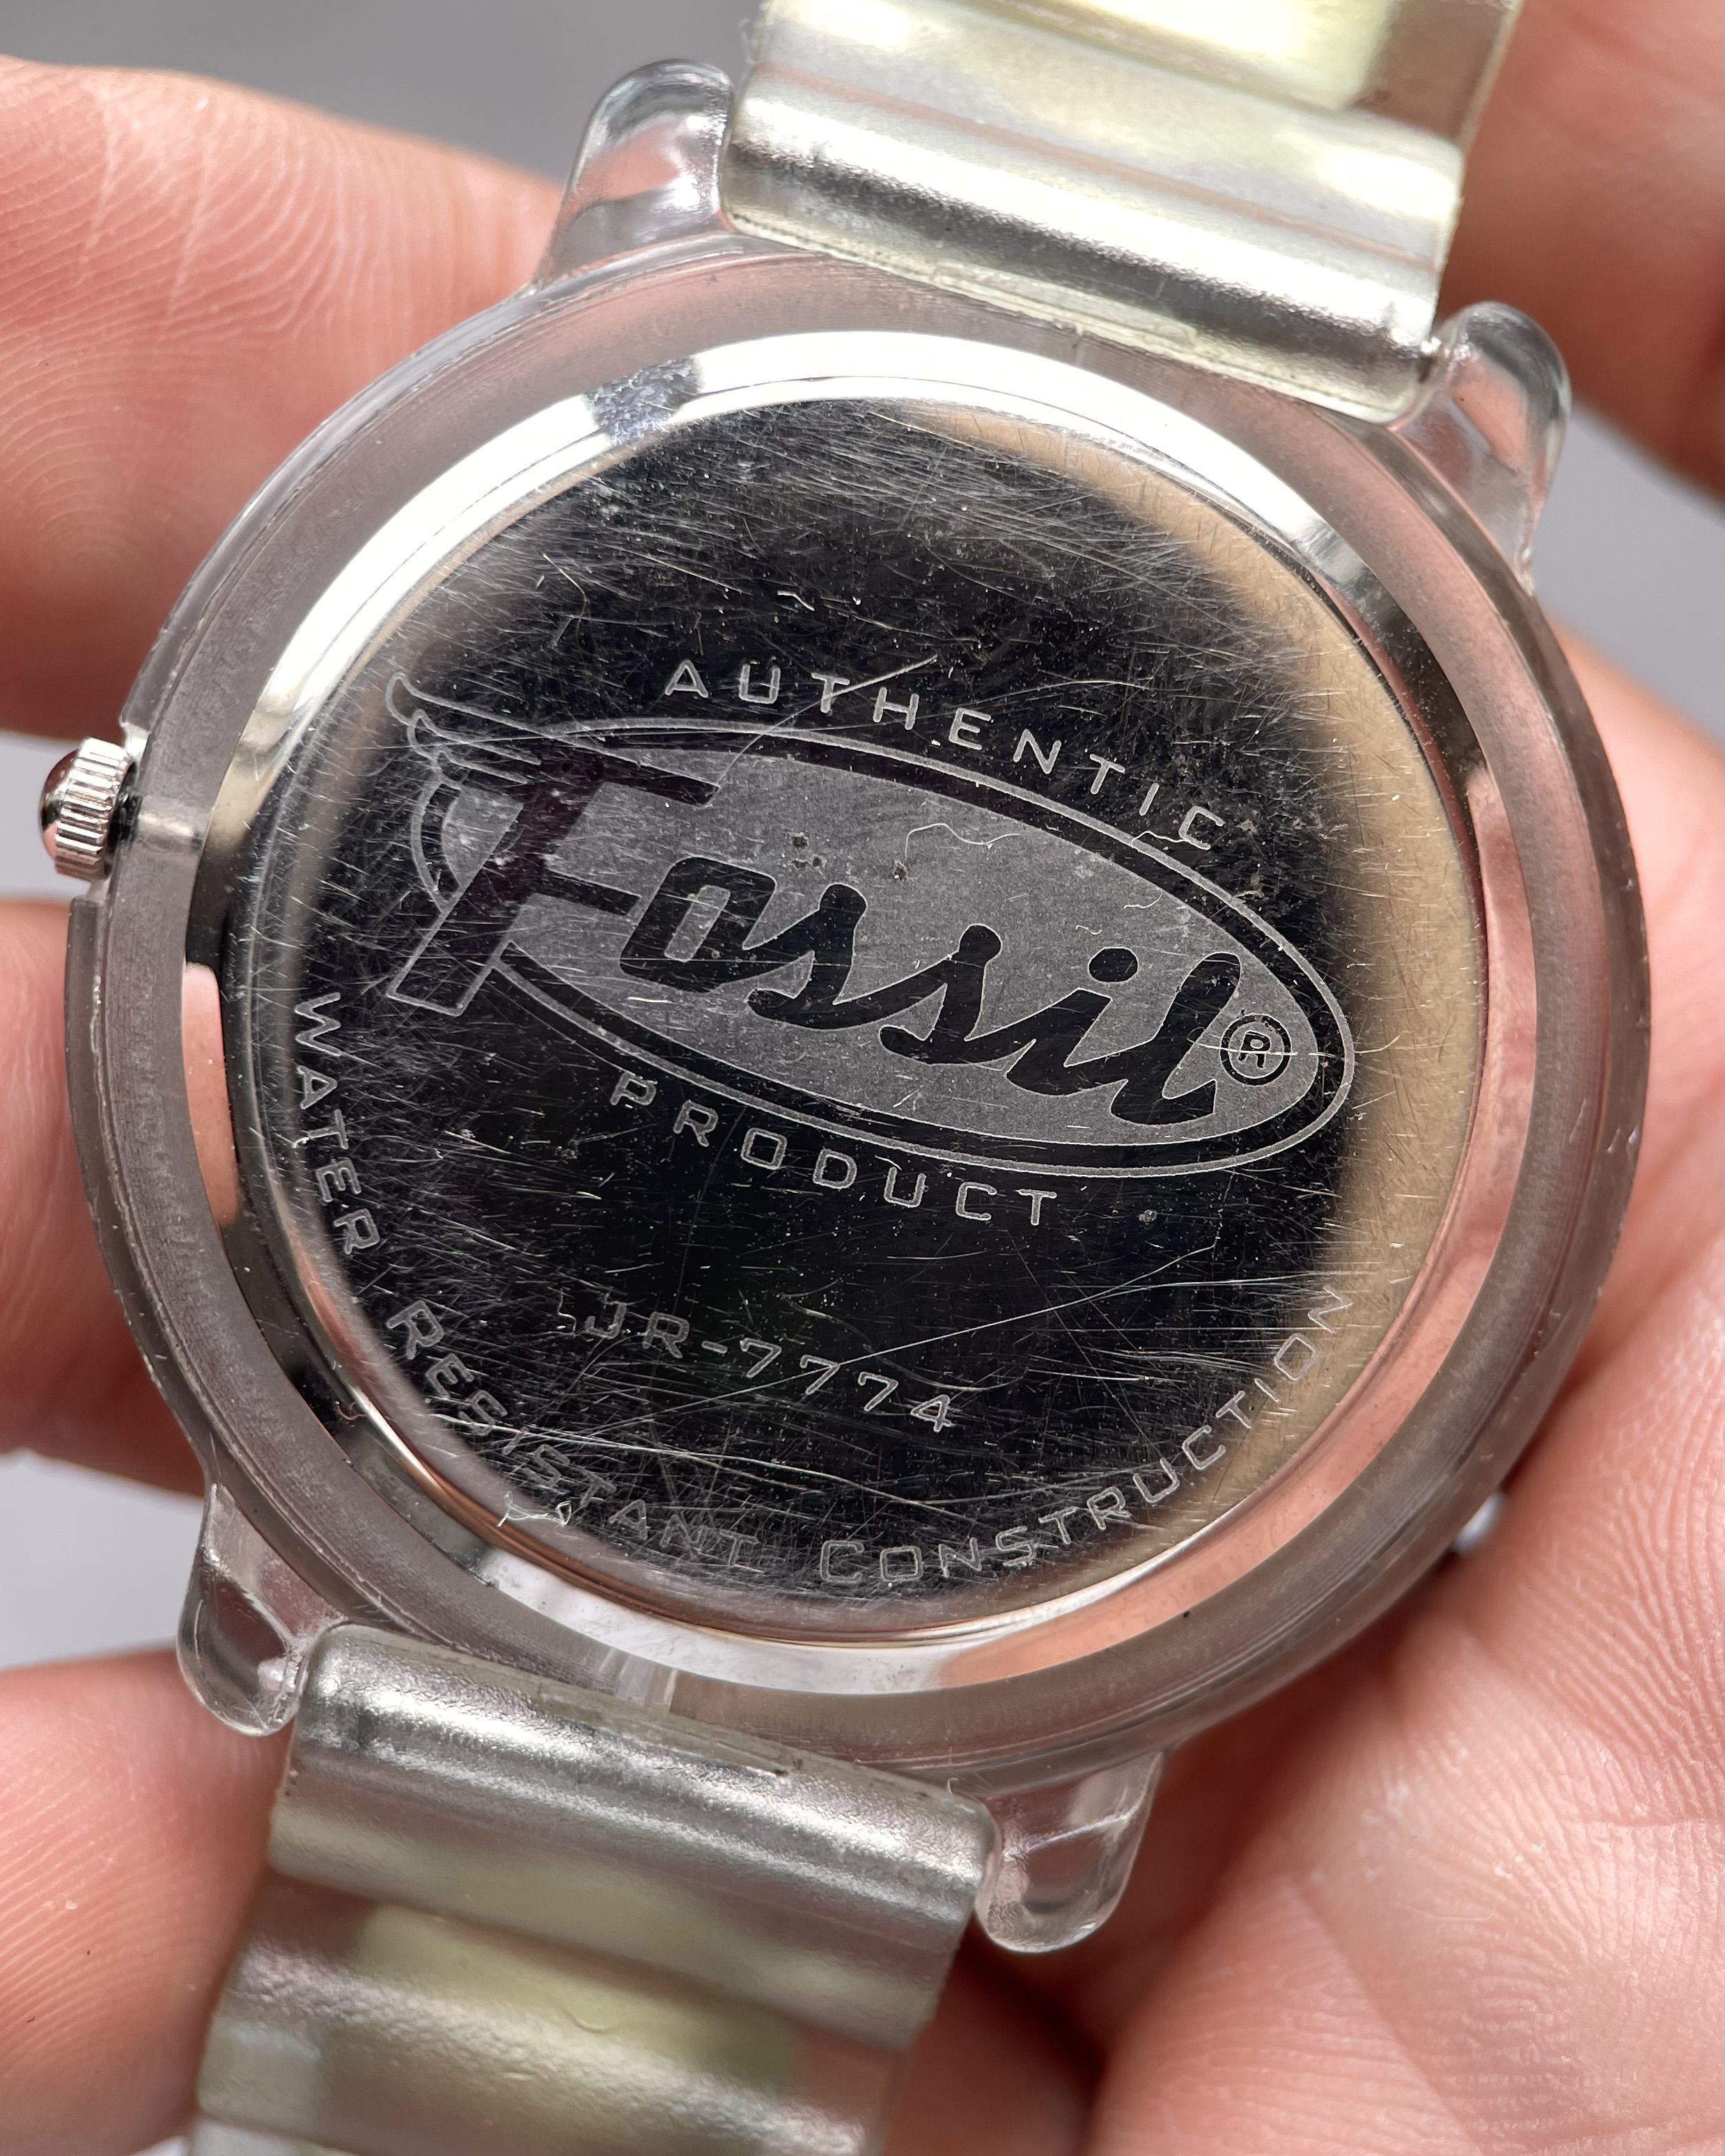 AUTHENTIC
Fossil®
PRODUCT
JR-7774
WATER RESISTANT CONSTRUCTION